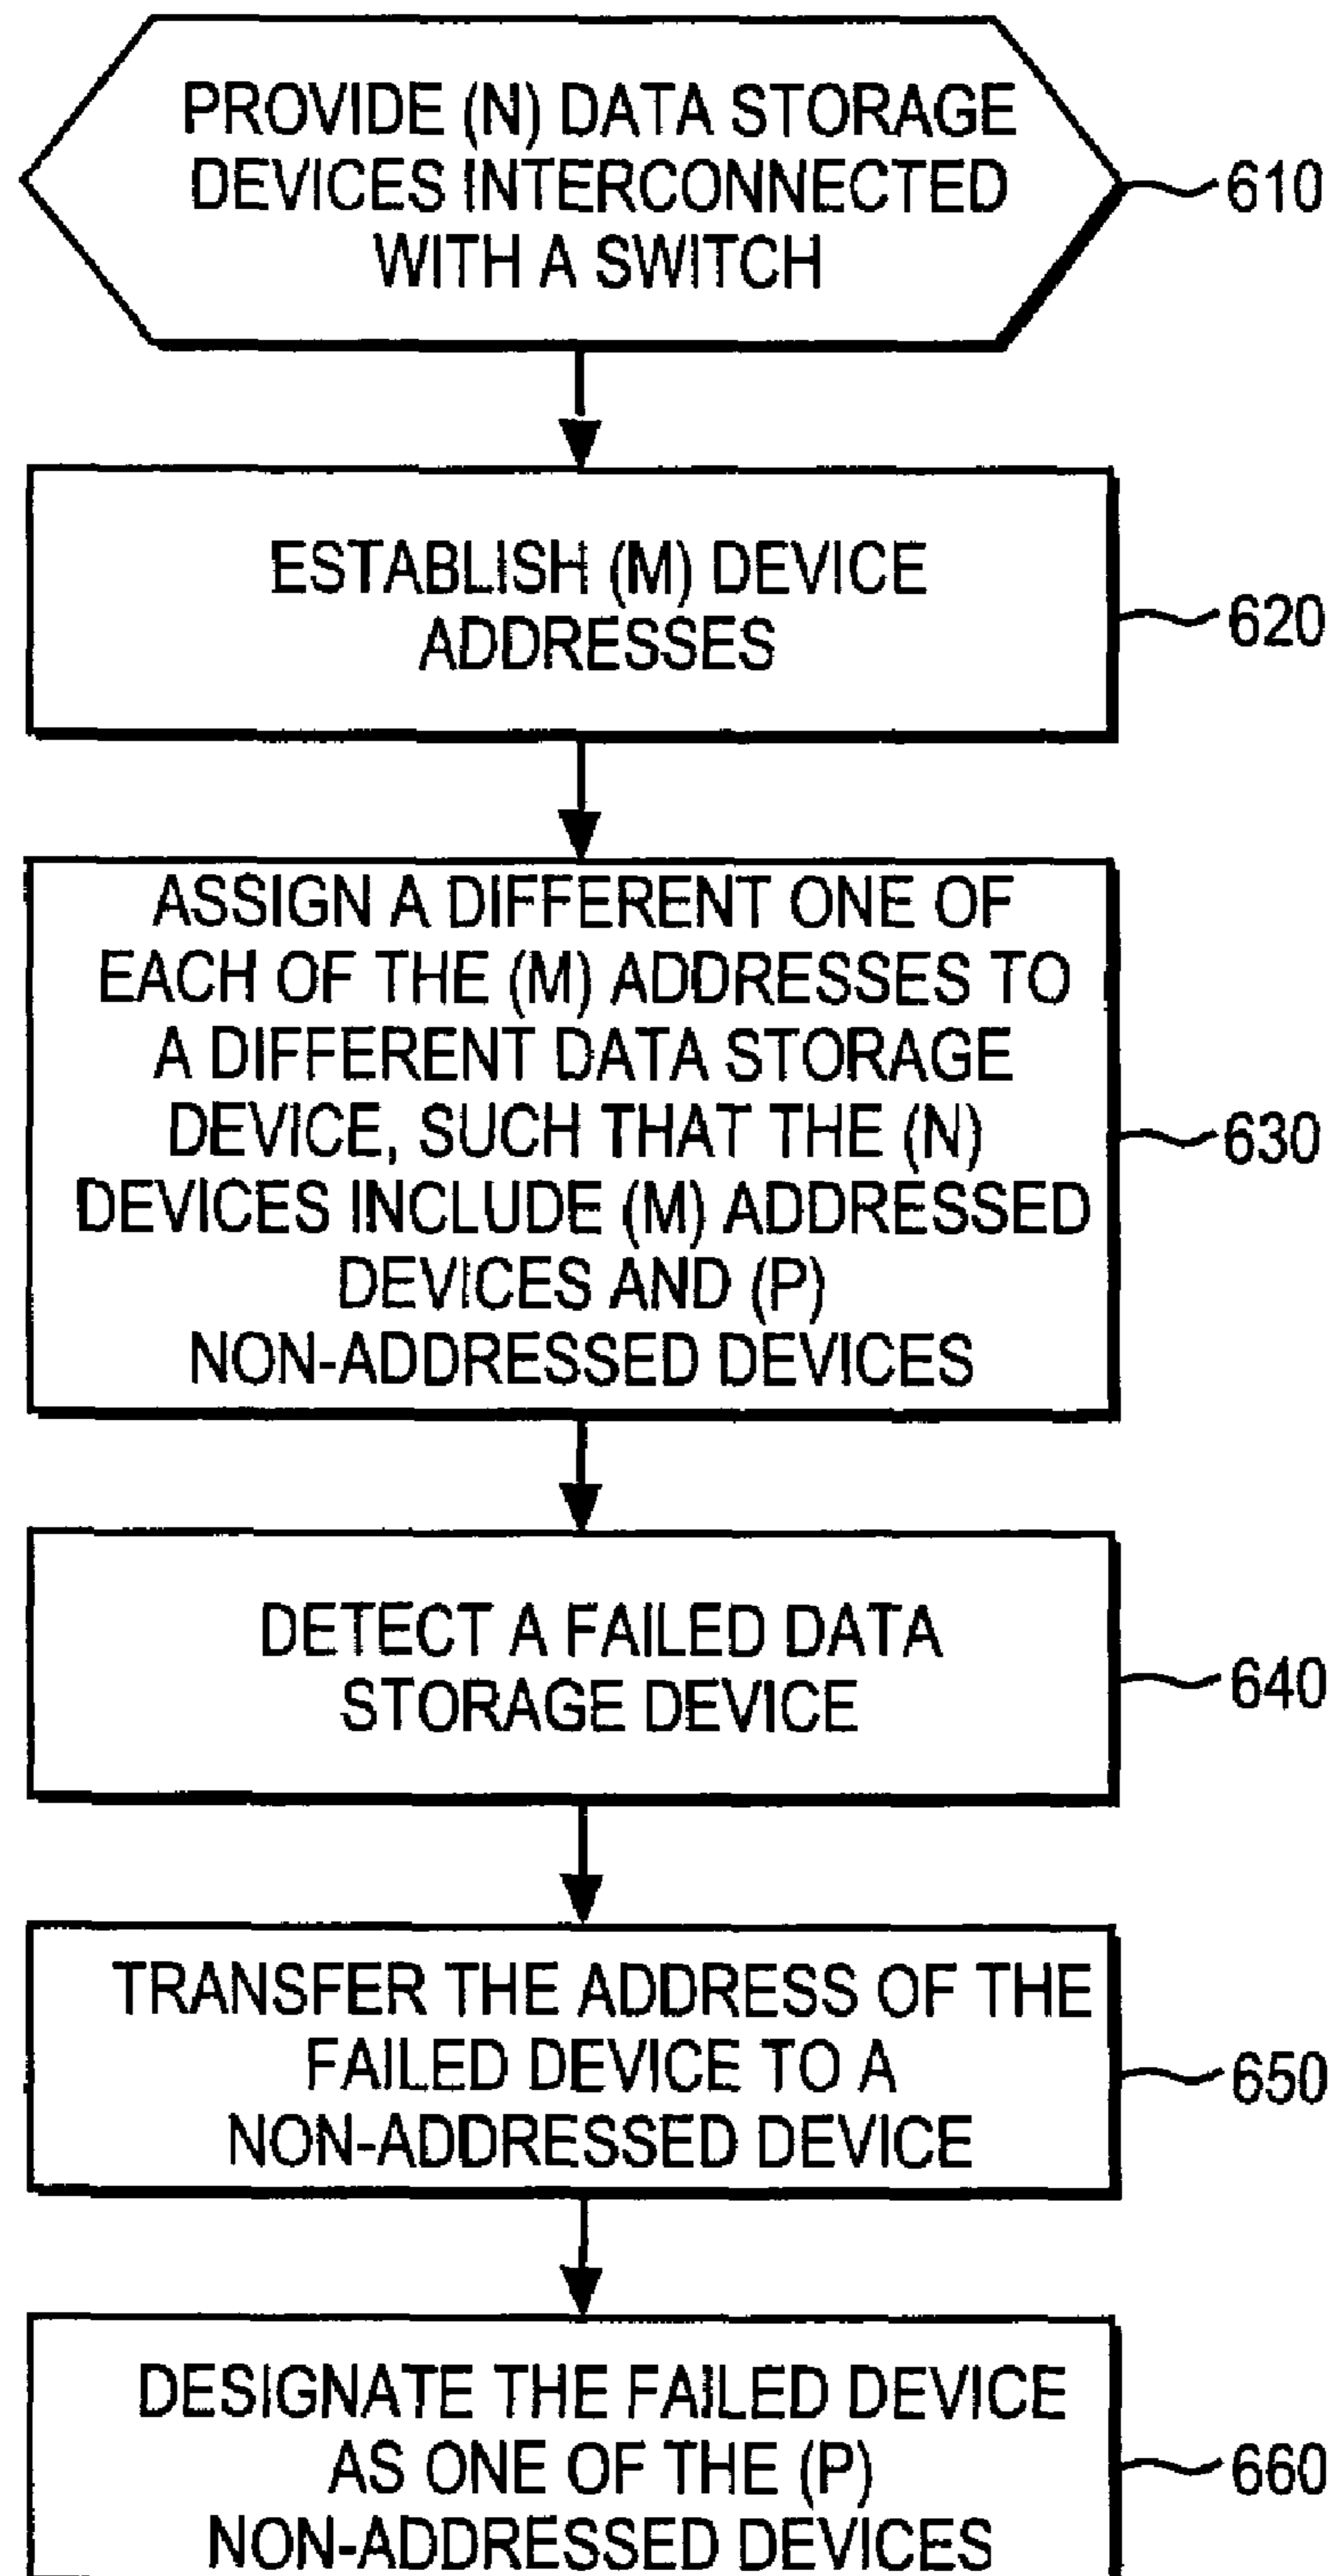 PROVIDE (N) DATA STORAGE
DEVICES INTERCONNECTED
WITH A SWITCH
610
ESTABLISH (M) DEVICE
ADDRESSES
620
ASSIGN A DIFFERENT ONE OF
EACH OF THE (M) ADDRESSES TO
A DIFFERENT DATA STORAGE
DEVICE, SUCH THAT THE (N)
DEVICES INCLUDE (M) ADDRESSED
DEVICES AND (P)
NON-ADDRESSED DEVICES
630
DETECT A FAILED DATA
STORAGE DEVICE
640
TRANSFER THE ADDRESS OF THE
FAILED DEVICE TO A
NON-ADDRESSED DEVICE
650
DESIGNATE THE FAILED DEVICE
AS ONE OF THE (P)
NON-ADDRESSED DEVICES
660